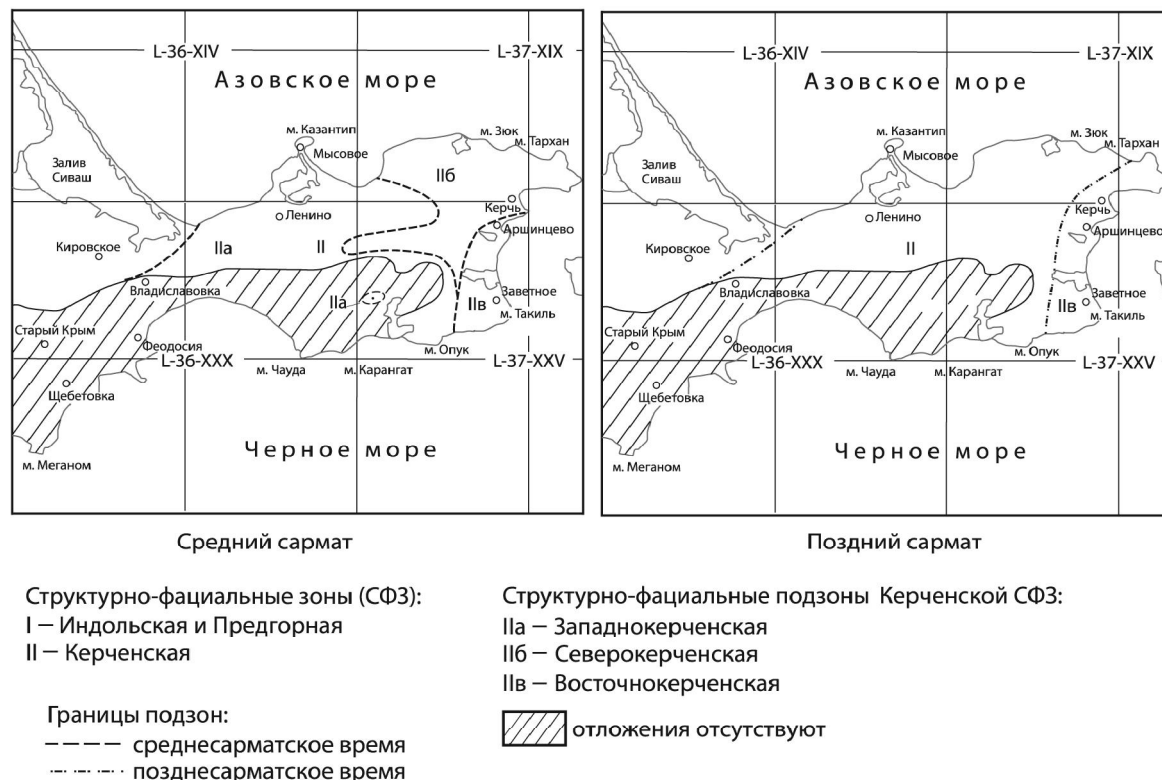 L-36-XIV
L-37-XIX
Азовское море
м. Казантип
Мысовое
м. Зюк
м. Тархан
Залив
Сиваш
IIб
Ленино
Керчь
Аршинцево
Кировское
IIа
II
Владиславовка
IIа
IIв
Заветное
м. Такиль
Старый Крым
Феодосия
м. Опук
L-36-XXX
м. Чауда
м. Карангат
L-37-XXV
Щебетовка
Черное море
м. Меганом
Средний сармат
L-36-XIV
L-37-XIX
Азовское море
м. Казантип
Мысовое
м. Зюк
м. Тархан
Залив
Сиваш
Ленино
Керчь
Аршинцево
Кировское
II
Владиславовка
IIв
Заветное
м. Такиль
Старый Крым
Феодосия
м. Опук
L-36-XXX
м. Чауда
м. Карангат
L-37-XXV
Щебетовка
Черное море
м. Меганом
Поздний сармат
Структурно-фациальные зоны (СФЗ):
I – Индольская и Предгорная
II – Керченская
Границы подзон:
среднесарматское время
позднесарматское время
Структурно-фациальные подзоны Керченской СФЗ:
IIа – Западнокерченская
IIб – Северокерченская
IIв – Восточнокерченская
отложения отсутствуют